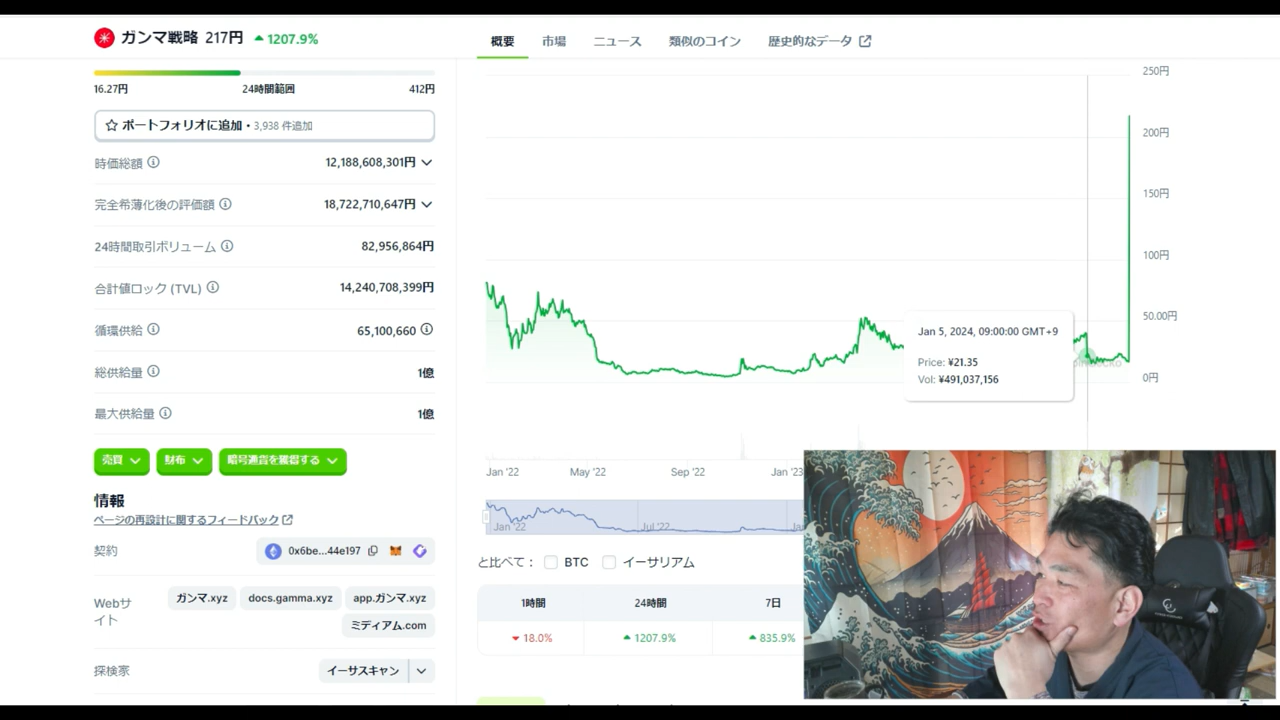 ガンマ戦略 217円 1207.9%
16.27円 24時間範囲 412円
ポートフォリオに追加・3,938 件追加
時価総額 12,188,608,301円
完全希薄化後の評価額 18,722,710,647円
24時間取引ボリューム 82,956,864円
合計値ロック (TVL) 14,240,708,399円
循環供給 65,100,660
総供給量 1億
最大供給量 1億
売買 財布 暗号通貨を獲得する
情報
ページの再設計に関するフィードバック
契約 0x6be...44e197
Webサイト ガンマ.xyz docs.gamma.xyz app.ガンマ.xyz
ミディアム.com
探検家 イーサスキャン
概要 市場 ニュース 類似のコイン 歴史的なデータ
250円
200円
150円
100円
50.00円
0円
Jan 5, 2024, 09:00:00 GMT+9
Price: ¥21.35
Vol: ¥491,037,156
Jan '22 May '22 Sep '22 Jan '23
Jan '22 Jul '22
と比べて： BTC イーサリアム
1時間 24時間 7日
18.0% 1207.9% 835.9%